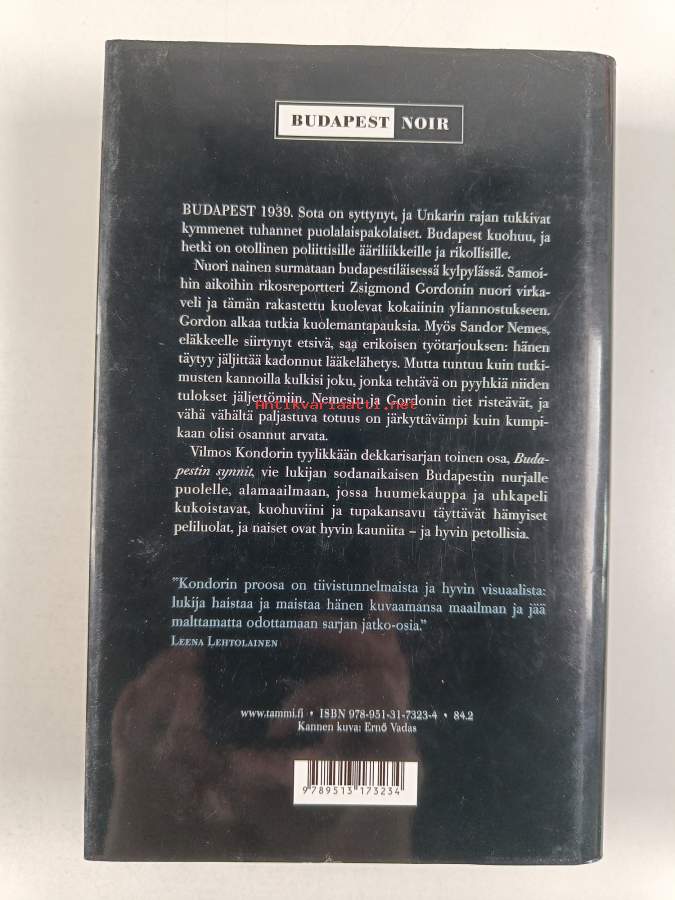 BUDAPEST NOIR
BUDAPEST 1939. Sota on syttynyt, ja Unkarin rajan tukkivat
kymmenet tuhannet puolalaispakolaiset. Budapest kuohuu, ja
hetki on otollinen poliittisille ääriliikkeille ja rikollisille.
Nuori nainen surmataan budapestiläisessä kylpylässä. Samoi-
hin aikoihin rikosreportteri Zsigmond Gordonin nuori virka-
veli ja tämän rakastettu kuolevat kokaiinin yliannostukseen.
Gordon alkaa tutkia kuolemantapauksia. Myös Sandor Nemes,
eläkkeelle siirtynyt etsivä, saa erikoisen työtarjouksen: hänen
täytyy jäljittää kadonnut lääkelähetys. Mutta tuntuu kuin tutki-
musten kannoilla kulkisi joku, jonka tehtävä on pyyhkiä niiden
tulokset jäljettömiin. Nemesin ja Gordonin tiet risteävät, ja
Antikvariaatti.net
vähä vähältä paljastuva totuus on järkyttävämpi kuin kumpi-
kaan olisi osannut arvata.
Vilmos Kondorin tyylikkään dekkarisarjan toinen osa, Buda-
pestin synnit, vie lukijan sodanaikaisen Budapestin nurjalle
puolelle, alamaailmaan, jossa huumekauppa ja uhkapeli
kukoistavat, kuohuviini ja tupakansavu täyttävät hämyiset
peliluolat, ja naiset ovat hyvin kauniita – ja hyvin petollisia.
"Kondorin proosa on tiivistunnelmaista ja hyvin visuaalista:
lukija haistaa ja maistaa hänen kuvaamansa maailman ja jää
malttamatta odottamaan sarjan jatko-osia."
LEENA LEHTOLAINEN
www.tammi.fi • ISBN 978-951-31-7323-4 • 84.2
Kannen kuva: Ernő Vadas
9 789513 173234